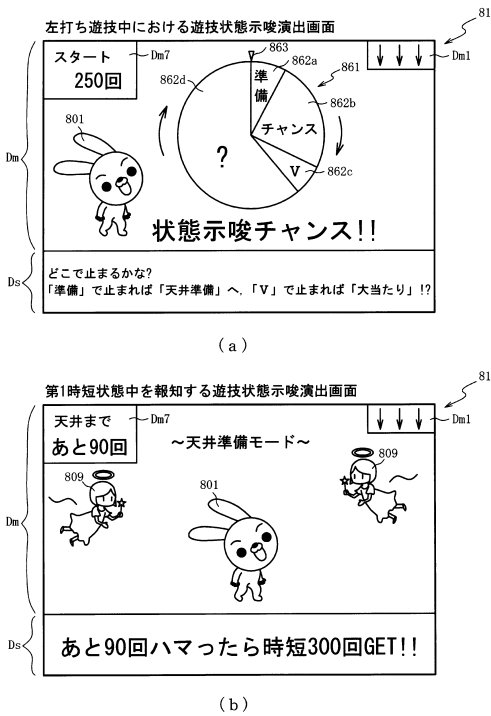 左打ち遊技中における遊技状態示唆演出画面
81
スタート
250回
Dm7
863
862a
861
Dm1
862d
準備
862b
801
チャンス
?
V
862c
Dm
状態示唆チャンス!!
Ds
どこで止まるかな?
「準備」で止まれば「天井準備」へ,「V」で止まれば「大当たり」!?
(a)
第1時短状態中を報知する遊技状態示唆演出画面
81
天井まで
あと90回
Dm7
~天井準備モード~
Dm1
809
809
801
Dm
Ds
あと90回ハマったら時短300回GET!!
(b)